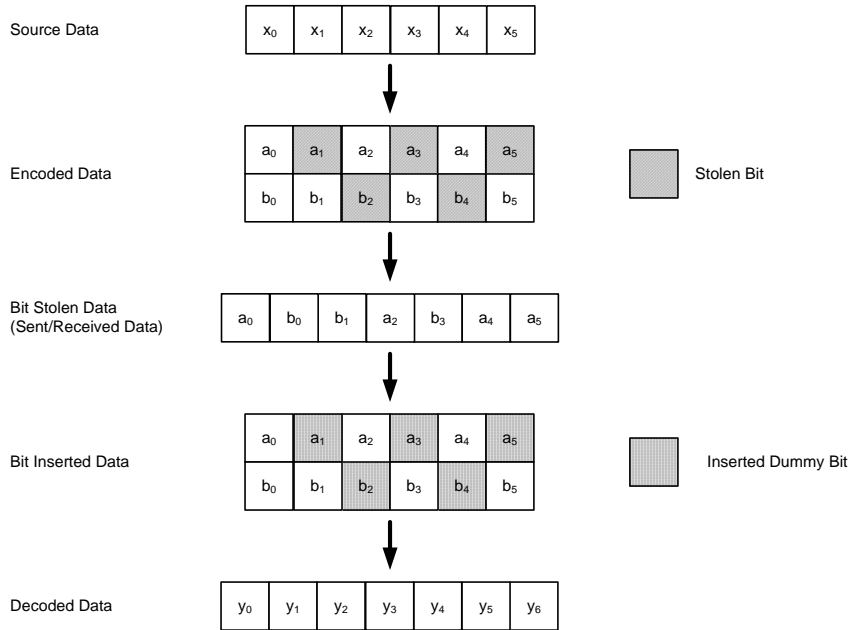 Source Data
x0 x1 x2 x3 x4 x5
Encoded Data
a0 a1 a2 a3 a4 a5
b0 b1 b2 b3 b4 b5
Stolen Bit
Bit Stolen Data
(Sent/Received Data)
a0 b0 b1 a2 b3 a4 a5
Bit Inserted Data
a0 a1 a2 a3 a4 a5
b0 b1 b2 b3 b4 b5
Inserted Dummy Bit
Decoded Data
y0 y1 y2 y3 y4 y5 y6